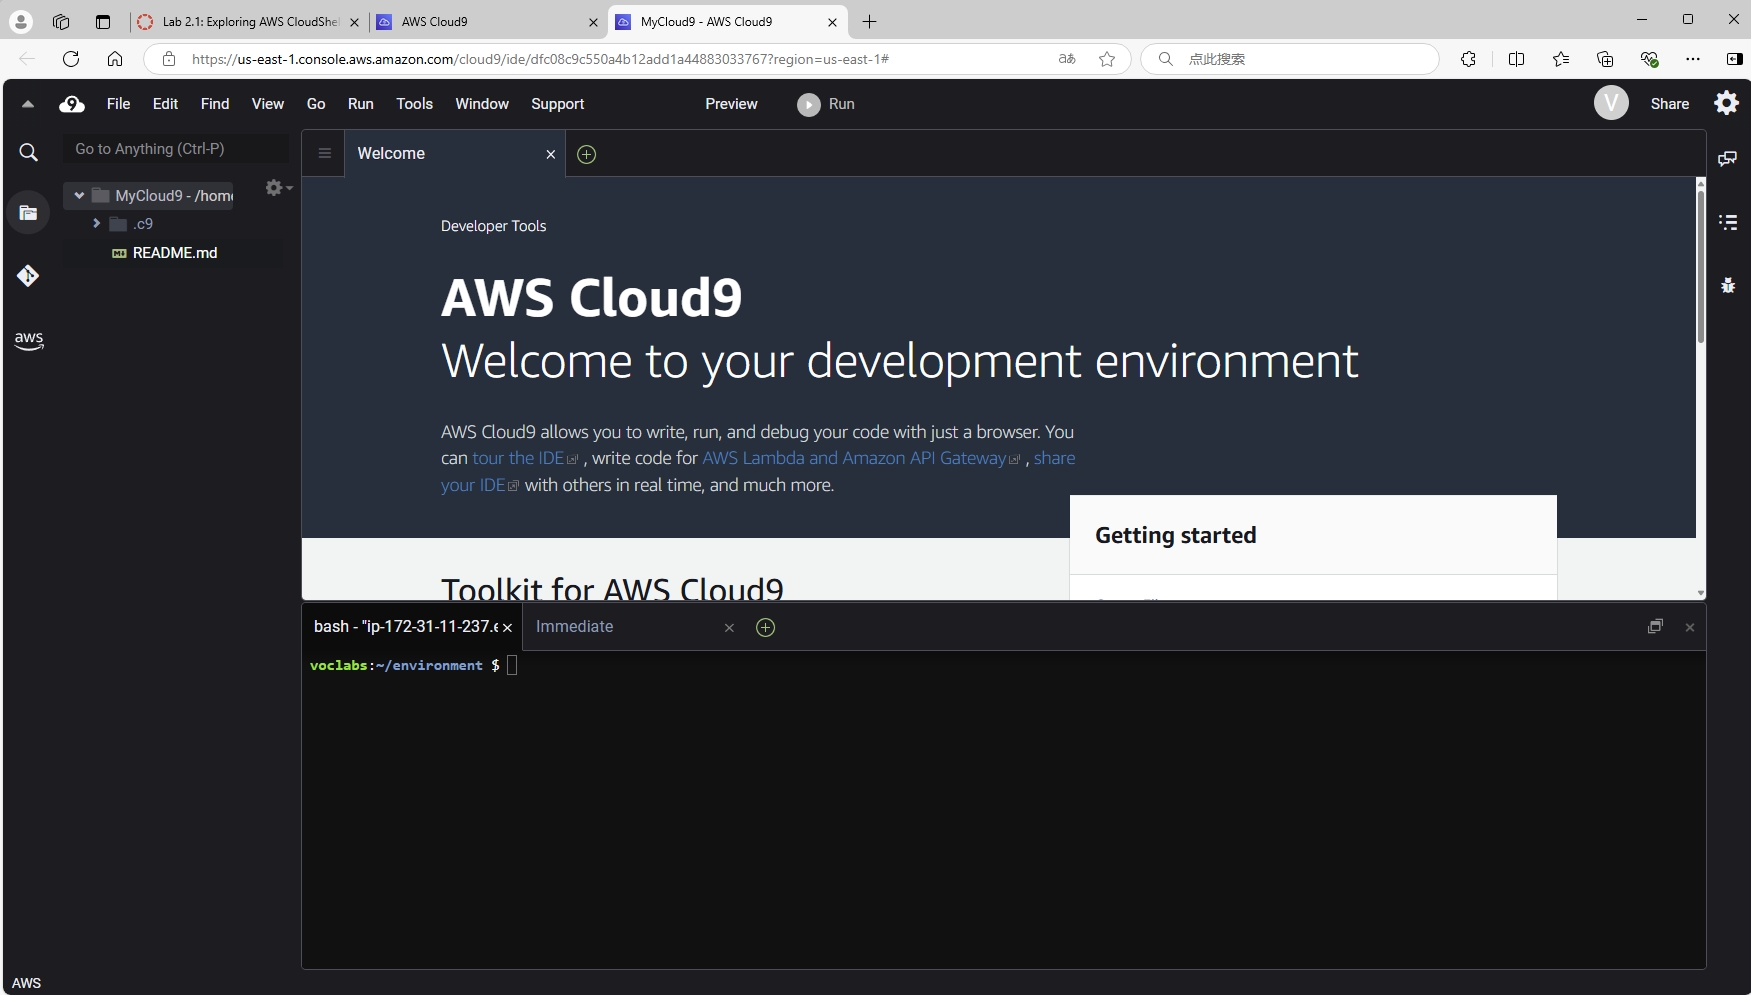 Lab 2.1: Exploring AWS CloudShel
AWS Cloud9
MyCloud9 - AWS Cloud9
https://us-east-1.console.aws.amazon.com/cloud9/ide/dfc08c9c550a4b12add1a44883033767?region=us-east-1#
aあ
点此搜索
File Edit Find View Go Run Tools Window Support Preview Run V Share
Go to Anything (Ctrl-P)
Welcome
MyCloud9 - /home
.c9
README.md
aws
Developer Tools
AWS Cloud9
Welcome to your development environment
AWS Cloud9 allows you to write, run, and debug your code with just a browser. You
can tour the IDE , write code for AWS Lambda and Amazon API Gateway , share
your IDE with others in real time, and much more.
Getting started
Toolkit for AWS Cloud9
bash - "ip-172-31-11-237.e
Immediate
voclabs:~/environment $
AWS